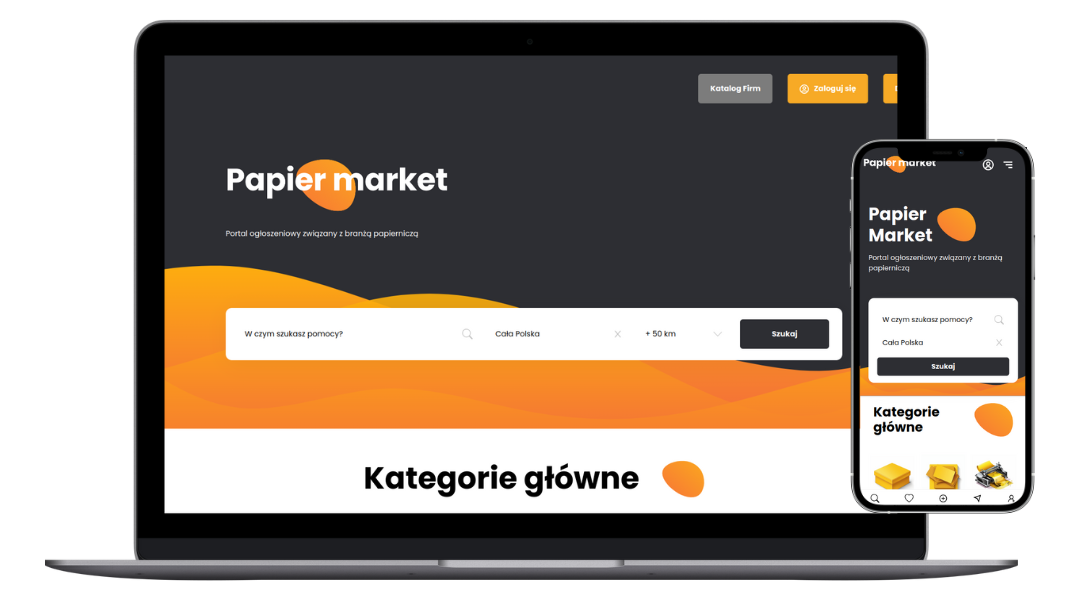 Katalog Firm
Zaloguj się
Papier market
Portal ogłoszeniowy związany z branżą papierniczą
W czym szukasz pomocy?
Cała Polska
+ 50 km
Szukaj
Kategorie główne
Papier market
Papier
Market
Portal ogłoszeniowy związany z branżą
papierniczą
W czym szukasz pomocy?
Cała Polska
Szukaj
Kategorie
główne